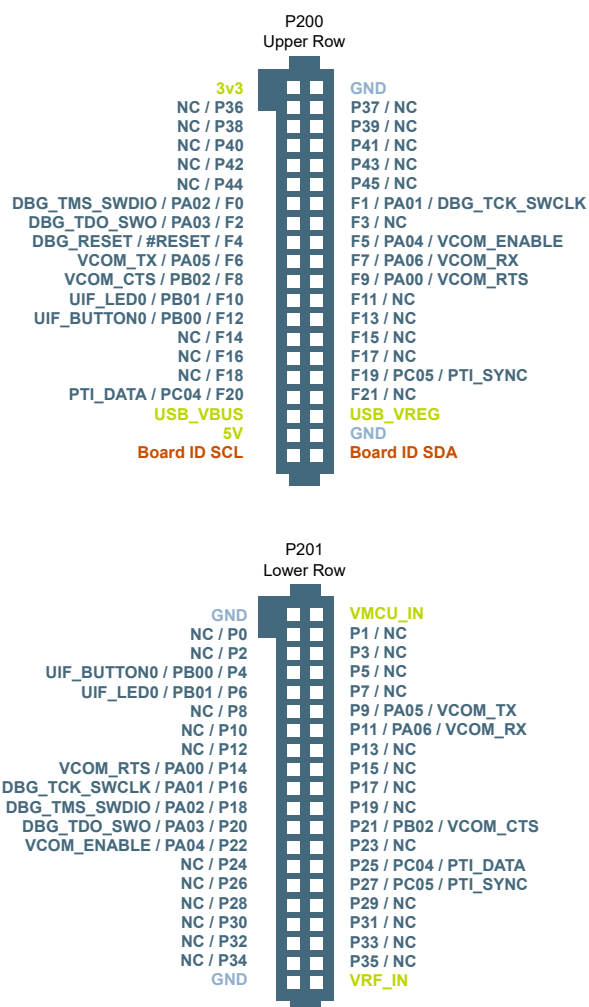 P200
Upper Row
3v3 GND
NC / P36 P37 / NC
NC / P38 P39 / NC
NC / P40 P41 / NC
NC / P42 P43 / NC
NC / P44 P45 / NC
DBG_TMS_SWDIO / PA02 / F0 F1 / PA01 / DBG_TCK_SWCLK
DBG_TDO_SWO / PA03 / F2 F3 / NC
DBG_RESET / #RESET / F4 F5 / PA04 / VCOM_ENABLE
VCOM_TX / PA05 / F6 F7 / PA06 / VCOM_RX
VCOM_CTS / PB02 / F8 F9 / PA00 / VCOM_RTS
UIF_LED0 / PB01 / F10 F11 / NC
UIF_BUTTON0 / PB00 / F12 F13 / NC
NC / F14 F15 / NC
NC / F16 F17 / NC
NC / F18 F19 / PC05 / PTI_SYNC
PTI_DATA / PC04 / F20 F21 / NC
USB_VBUS USB_VREG
5V GND
Board ID SCL Board ID SDA
P201
Lower Row
GND VMCU_IN
NC / P0 P1 / NC
NC / P2 P3 / NC
UIF_BUTTON0 / PB00 / P4 P5 / NC
UIF_LED0 / PB01 / P6 P7 / NC
NC / P8 P9 / PA05 / VCOM_TX
NC / P10 P11 / PA06 / VCOM_RX
NC / P12 P13 / NC
VCOM_RTS / PA00 / P14 P15 / NC
DBG_TCK_SWCLK / PA01 / P16 P17 / NC
DBG_TMS_SWDIO / PA02 / P18 P19 / NC
DBG_TDO_SWO / PA03 / P20 P21 / PB02 / VCOM_CTS
VCOM_ENABLE / PA04 / P22 P23 / NC
NC / P24 P25 / PC04 / PTI_DATA
NC / P26 P27 / PC05 / PTI_SYNC
NC / P28 P29 / NC
NC / P30 P31 / NC
NC / P32 P33 / NC
NC / P34 P35 / NC
GND VRF_IN